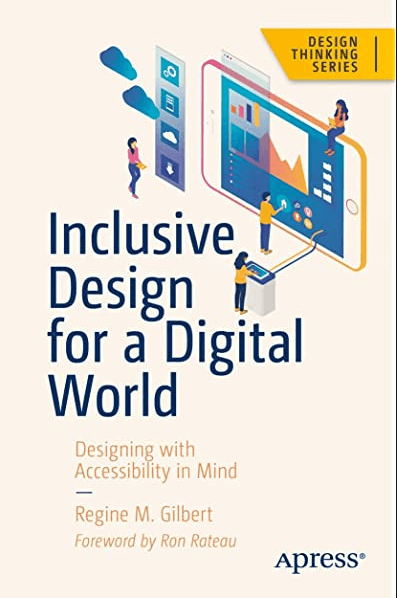 DESIGN
THINKING
SERIES
Inclusive
Design
for a Digital
World
Designing with
Accessibility in Mind
Regine M. Gilbert
Foreword by Ron Rateau
Apress®